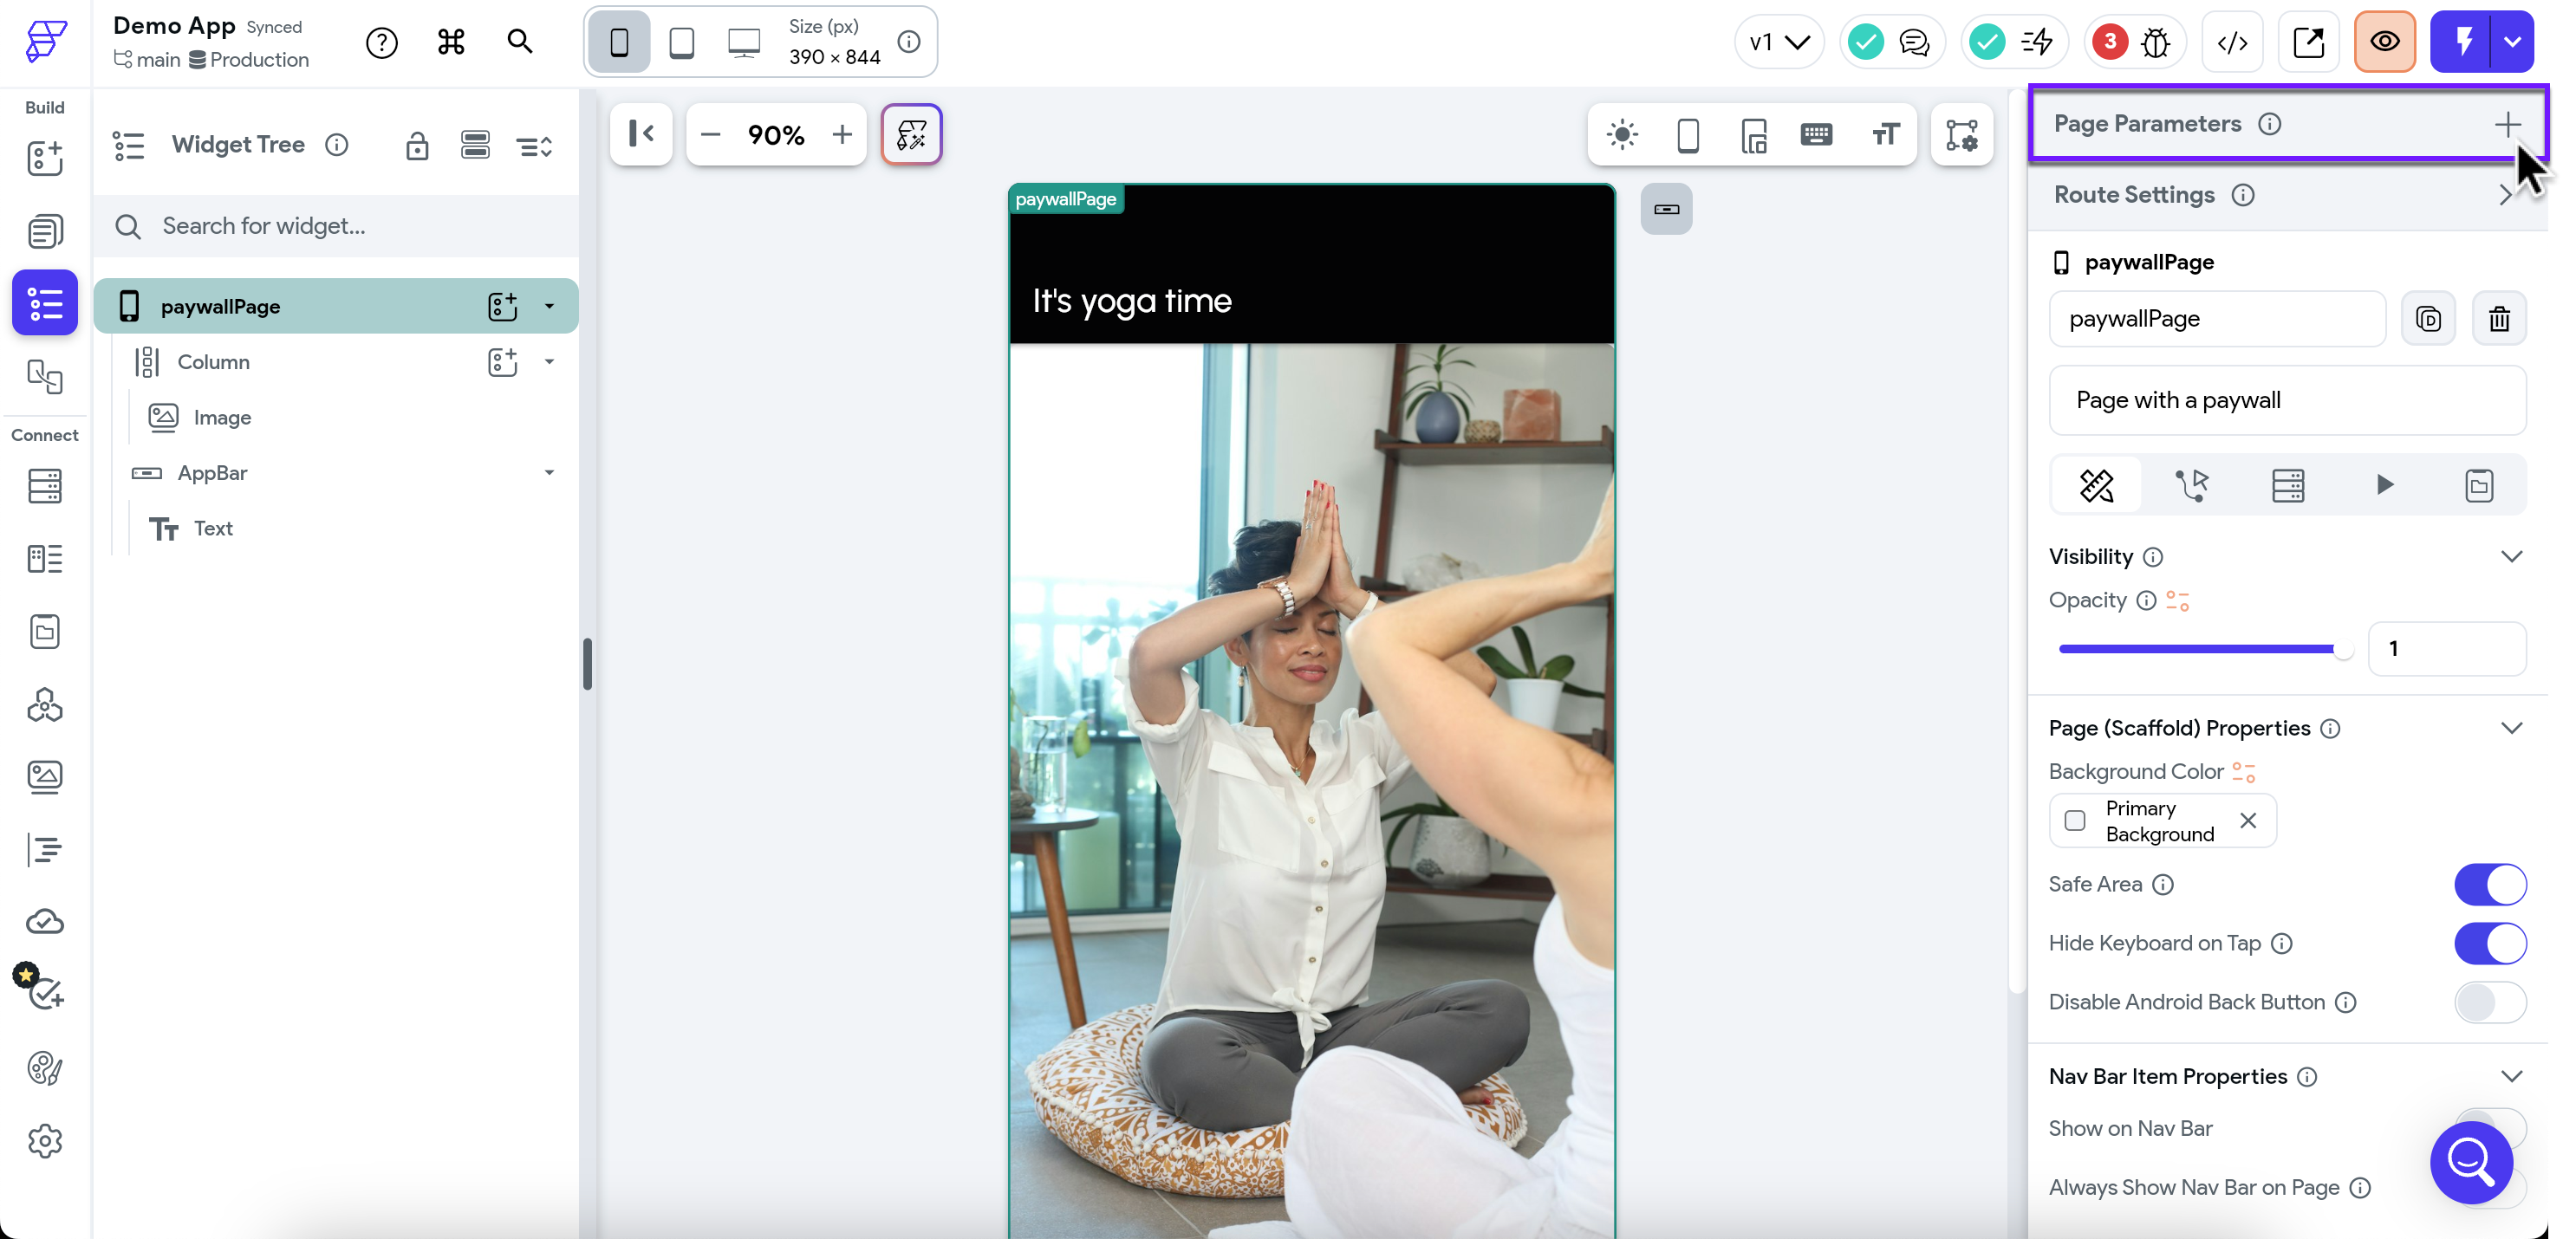 Demo App Synced
main Production
Size (px)
390 × 844
v1
3
Build
Connect
Widget Tree
Search for widget...
paywallPage
Column
Image
AppBar
Text
90%
paywallPage
It's yoga time
Page Parameters
Route Settings
paywallPage
paywallPage
D
Page with a paywall
Visibility
Opacity
1
Page (Scaffold) Properties
Background Color
Primary
Background
Safe Area
Hide Keyboard on Tap
Disable Android Back Button
Nav Bar Item Properties
Show on Nav Bar
Always Show Nav Bar on Page